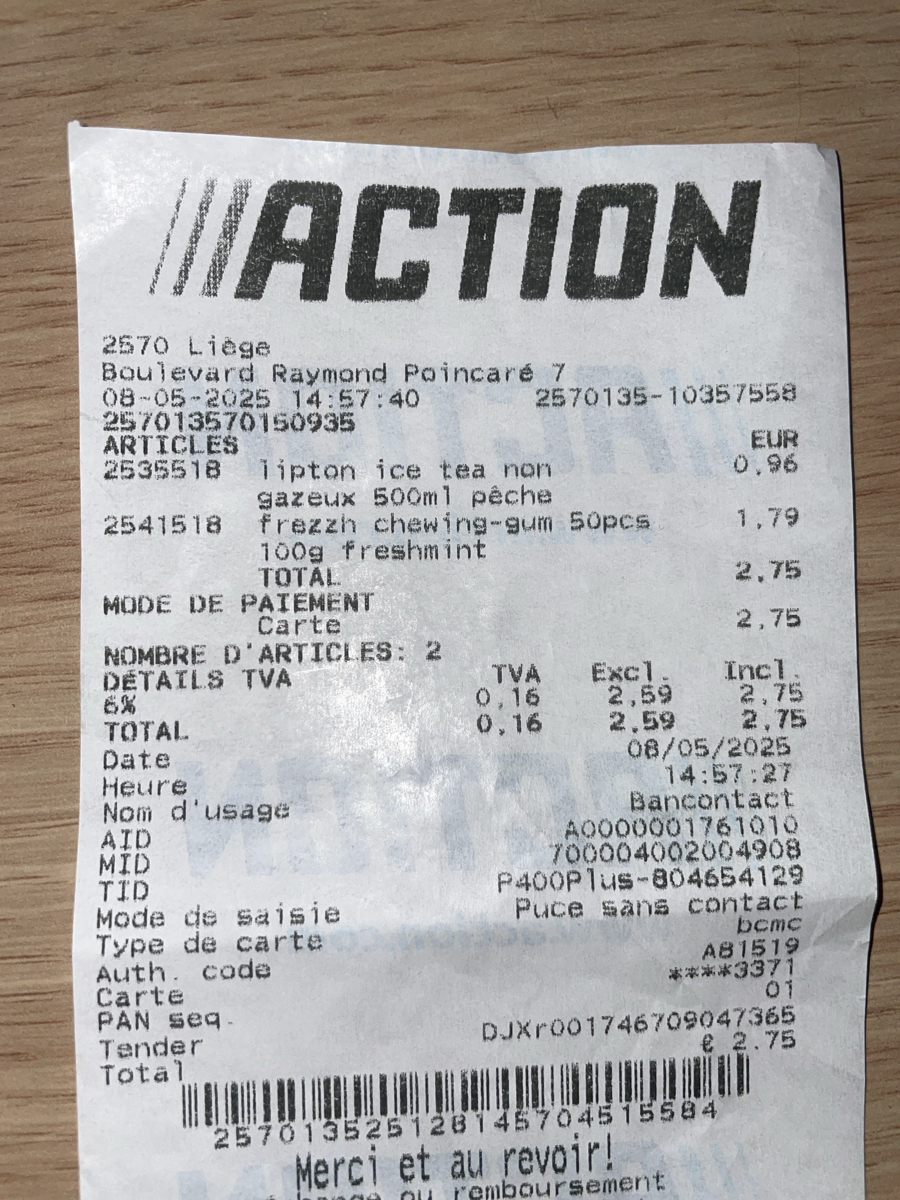 ACTION
2570 Liège
Boulevard Raymond Poincaré 7
08-05-2025 14:57:40 2570135-10357558
257013570150935
ARTICLES EUR
2535518 lipton ice tea non 0,96
gazeux 500ml pêche
2541518 frezzh chewing-gum 50pcs 1,79
100g freshmint
TOTAL 2,75
MODE DE PAIEMENT
Carte 2,75
NOMBRE D'ARTICLES: 2
DÉTAILS TVA TVA Excl. Incl.
6% 0,16 2,59 2,75
TOTAL 0,16 2,59 2,75
Date 08/05/2025
Heure 14:57:27
Nom d'usage Bancontact
AID A0000001761010
MID 700004002004908
TID P400Plus-804654129
Mode de saisie Puce sans contact
Type de carte bcmc
Auth. code A81519
Carte ****3371
PAN seq. 01
Tender DJXr001746709047365
Total € 2.75
2570135251281457045155​84
Merci et au revoir!
ou remboursement